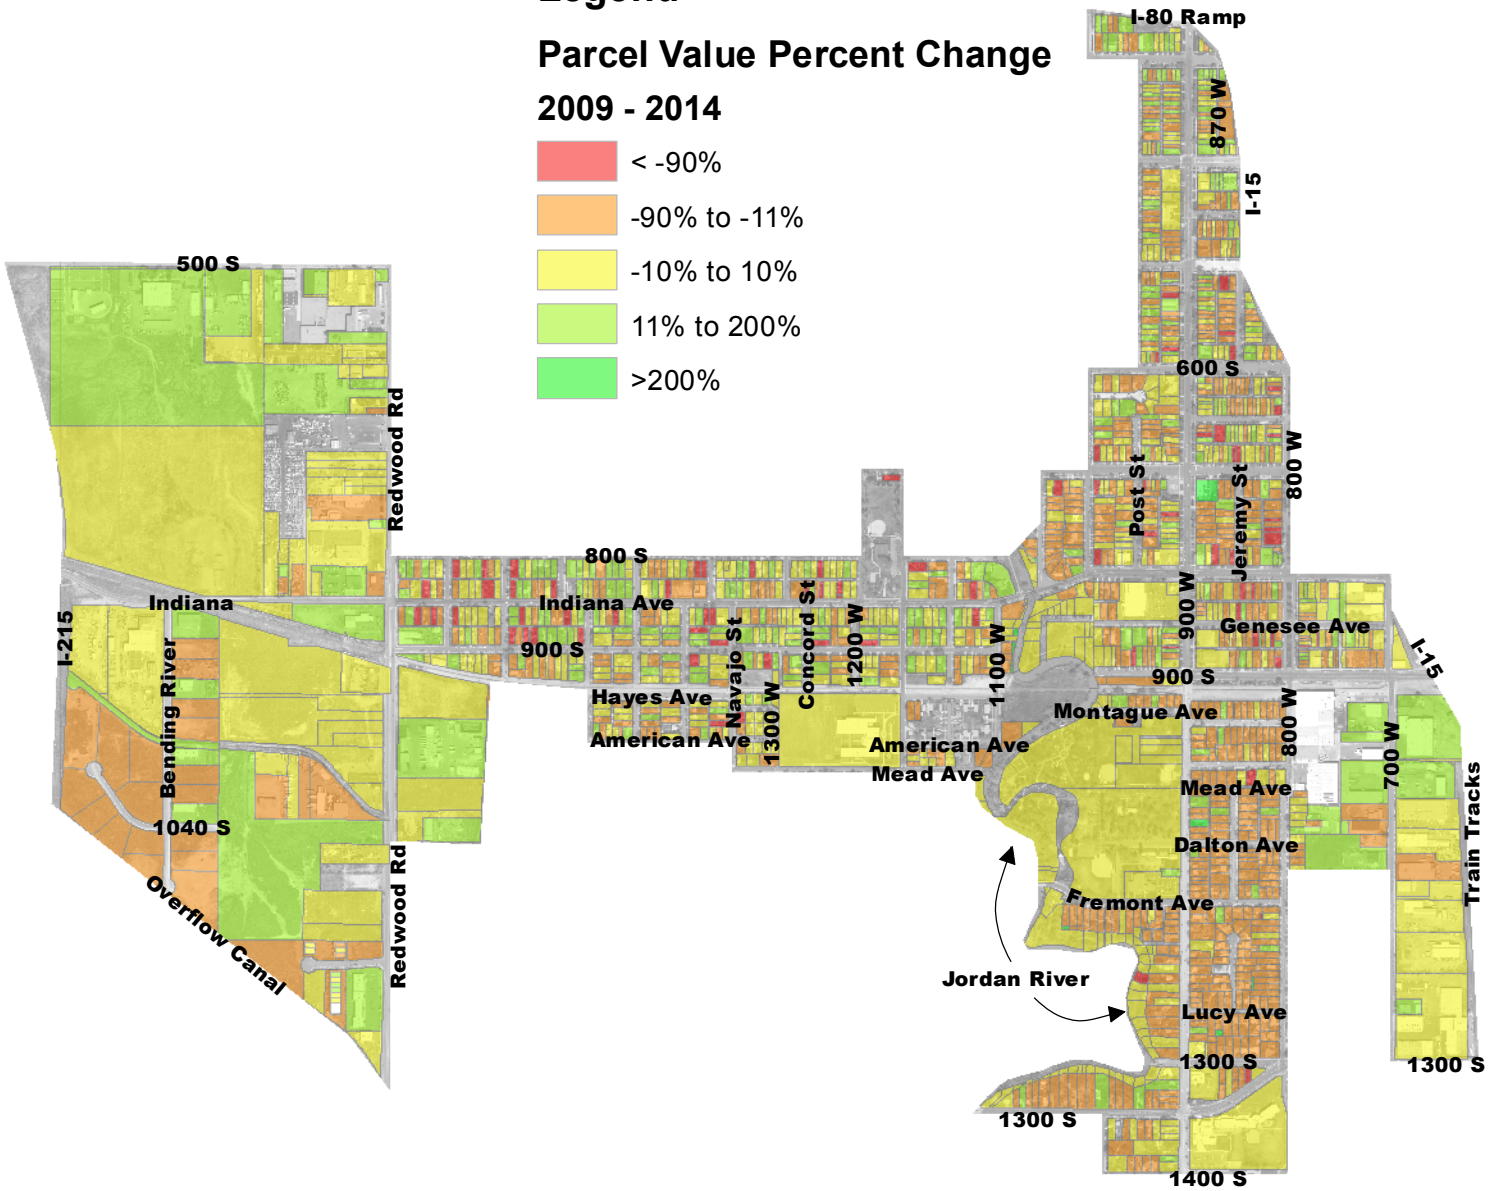 Legend
Parcel Value Percent Change
2009 - 2014
< -90%
-90% to -11%
-10% to 10%
11% to 200%
>200%
I-80 Ramp
870 W
I-15
500 S
600 S
Redwood Rd
800 W
Post St
Jeremy St
800 S
Indiana
Indiana Ave
900 W
Genesee Ave
I-215
Bending River
900 S
Navajo St
Concord St
1200 W
1100 W
900 S
I-15
Hayes Ave
1300 W
Montague Ave
800 W
700 W
American Ave
American Ave
Mead Ave
Mead Ave
Train Tracks
1040 S
Dalton Ave
Redwood Rd
Overflow Canal
Fremont Ave
Jordan River
Lucy Ave
1300 S
1300 S
1300 S
1400 S